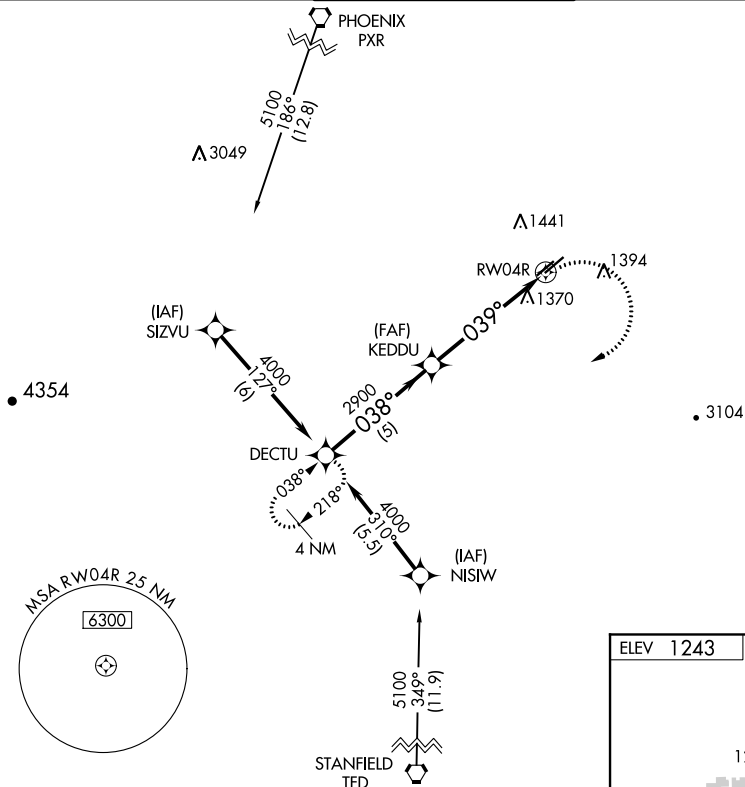 PHOENIX
PXR
5100
186°
(12.8)
3049
1441
RW04R
1394
1370
(IAF)
SIZVU
(FAF)
KEDDU
039°
4000
127°
(6)
4354
2900
038°
(5)
3104
DECTU
038°
218°
4 NM
4000
310°
(5.5)
(IAF)
NISIW
MSA RW04R 25 NM
6300
5100
349°
(11.9)
STANFIELD
TFD
ELEV 1243